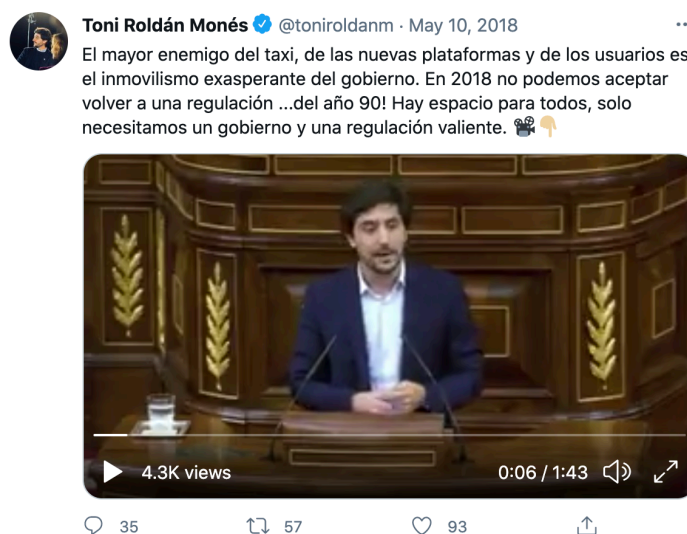 Toni Roldán Monés @toniroldanm · May 10, 2018
El mayor enemigo del taxi, de las nuevas plataformas y de los usuarios es
el inmovilismo exasperante del gobierno. En 2018 no podemos aceptar
volver a una regulación ...del año 90! Hay espacio para todos, solo
necesitamos un gobierno y una regulación valiente. 🎥👇🏼
4.3K views 0:06 / 1:43
35 57 93